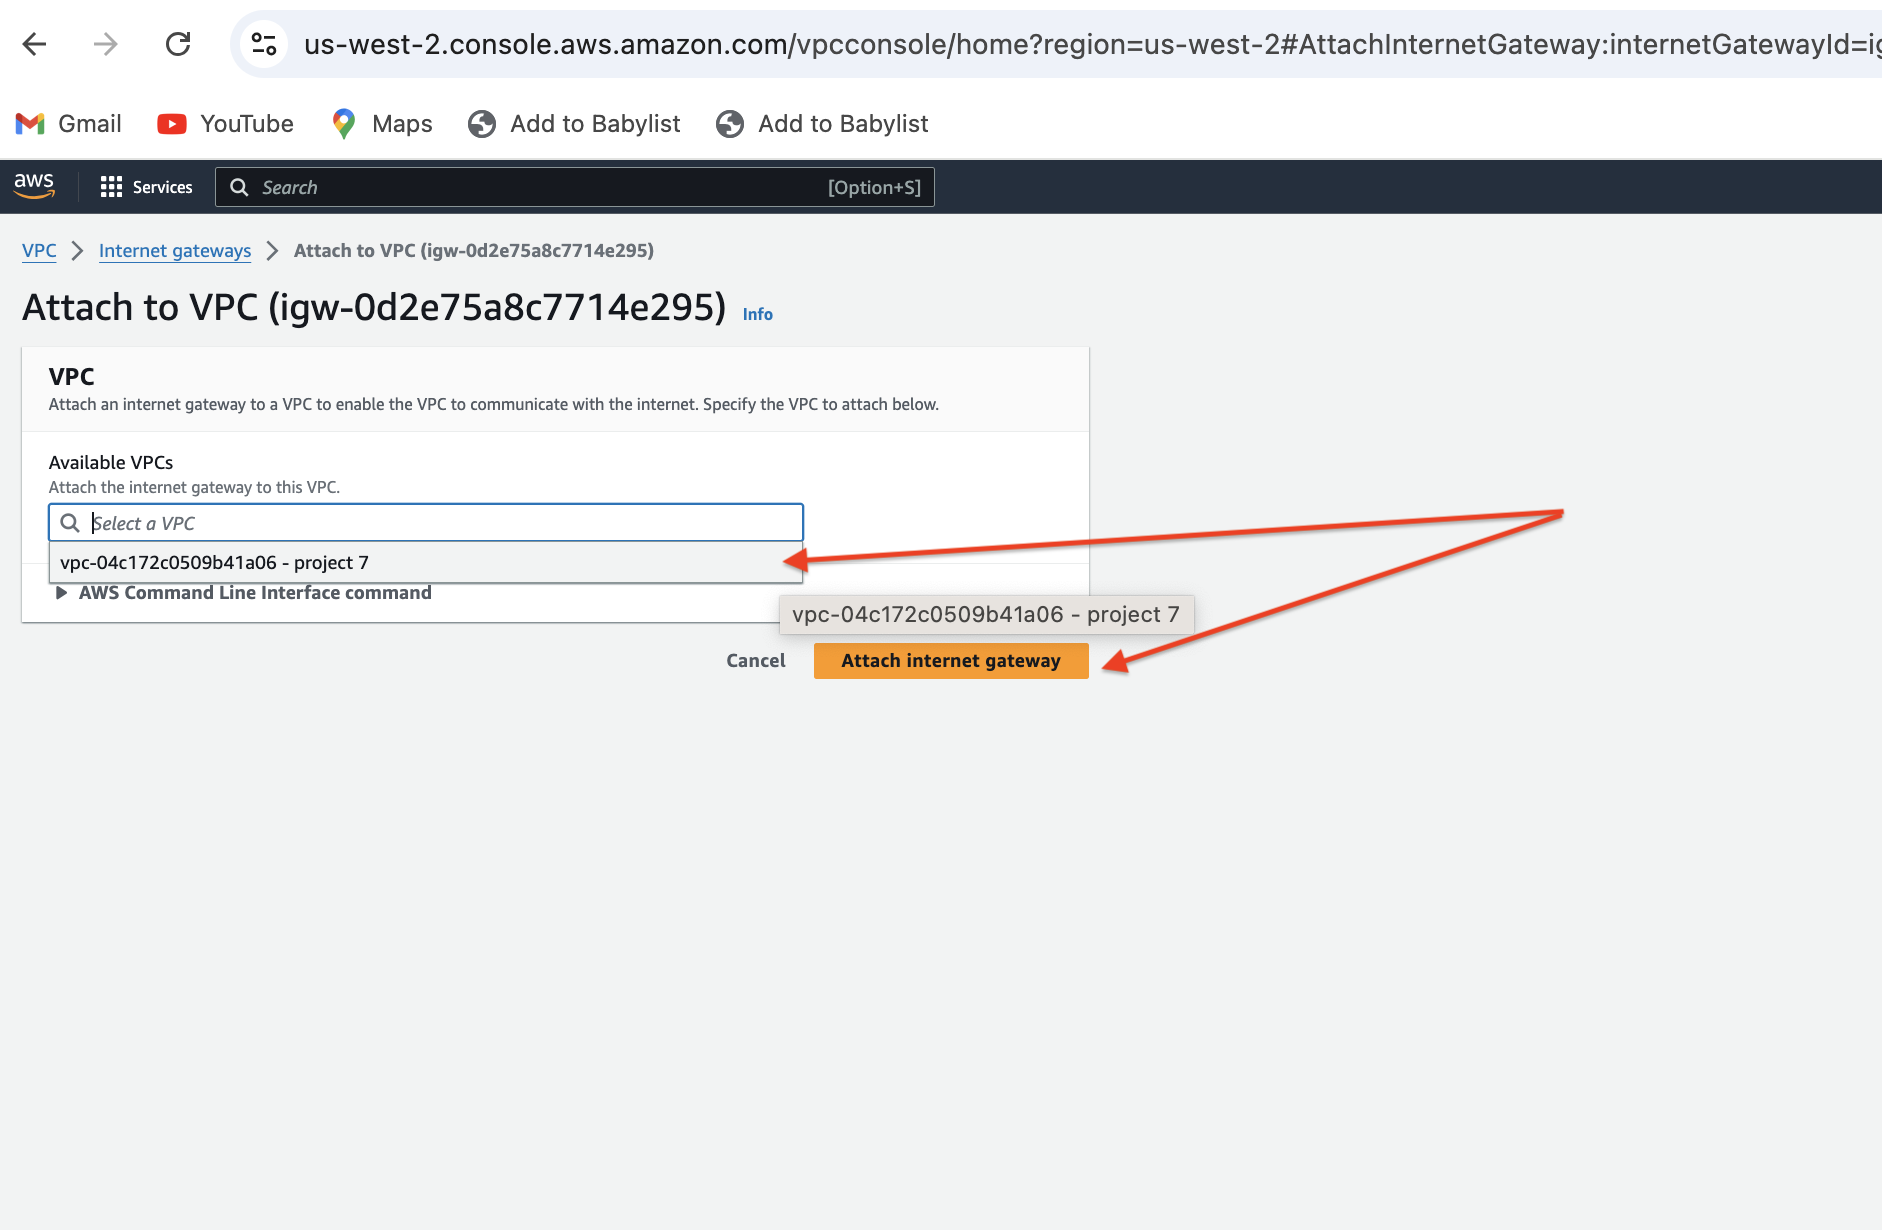 us-west-2.console.aws.amazon.com/vpcconsole/home?region=us-west-2#AttachInternetGateway:internetGatewayId=ig
Gmail YouTube Maps Add to Babylist Add to Babylist
aws Services Search [Option+S]
VPC Internet gateways Attach to VPC (igw-0d2e75a8c7714e295)
Attach to VPC (igw-0d2e75a8c7714e295) Info
VPC
Attach an internet gateway to a VPC to enable the VPC to communicate with the internet. Specify the VPC to attach below.
Available VPCs
Attach the internet gateway to this VPC.
Select a VPC
vpc-04c172c0509b41a06 - project 7
AWS Command Line Interface command
vpc-04c172c0509b41a06 - project 7
Cancel Attach internet gateway